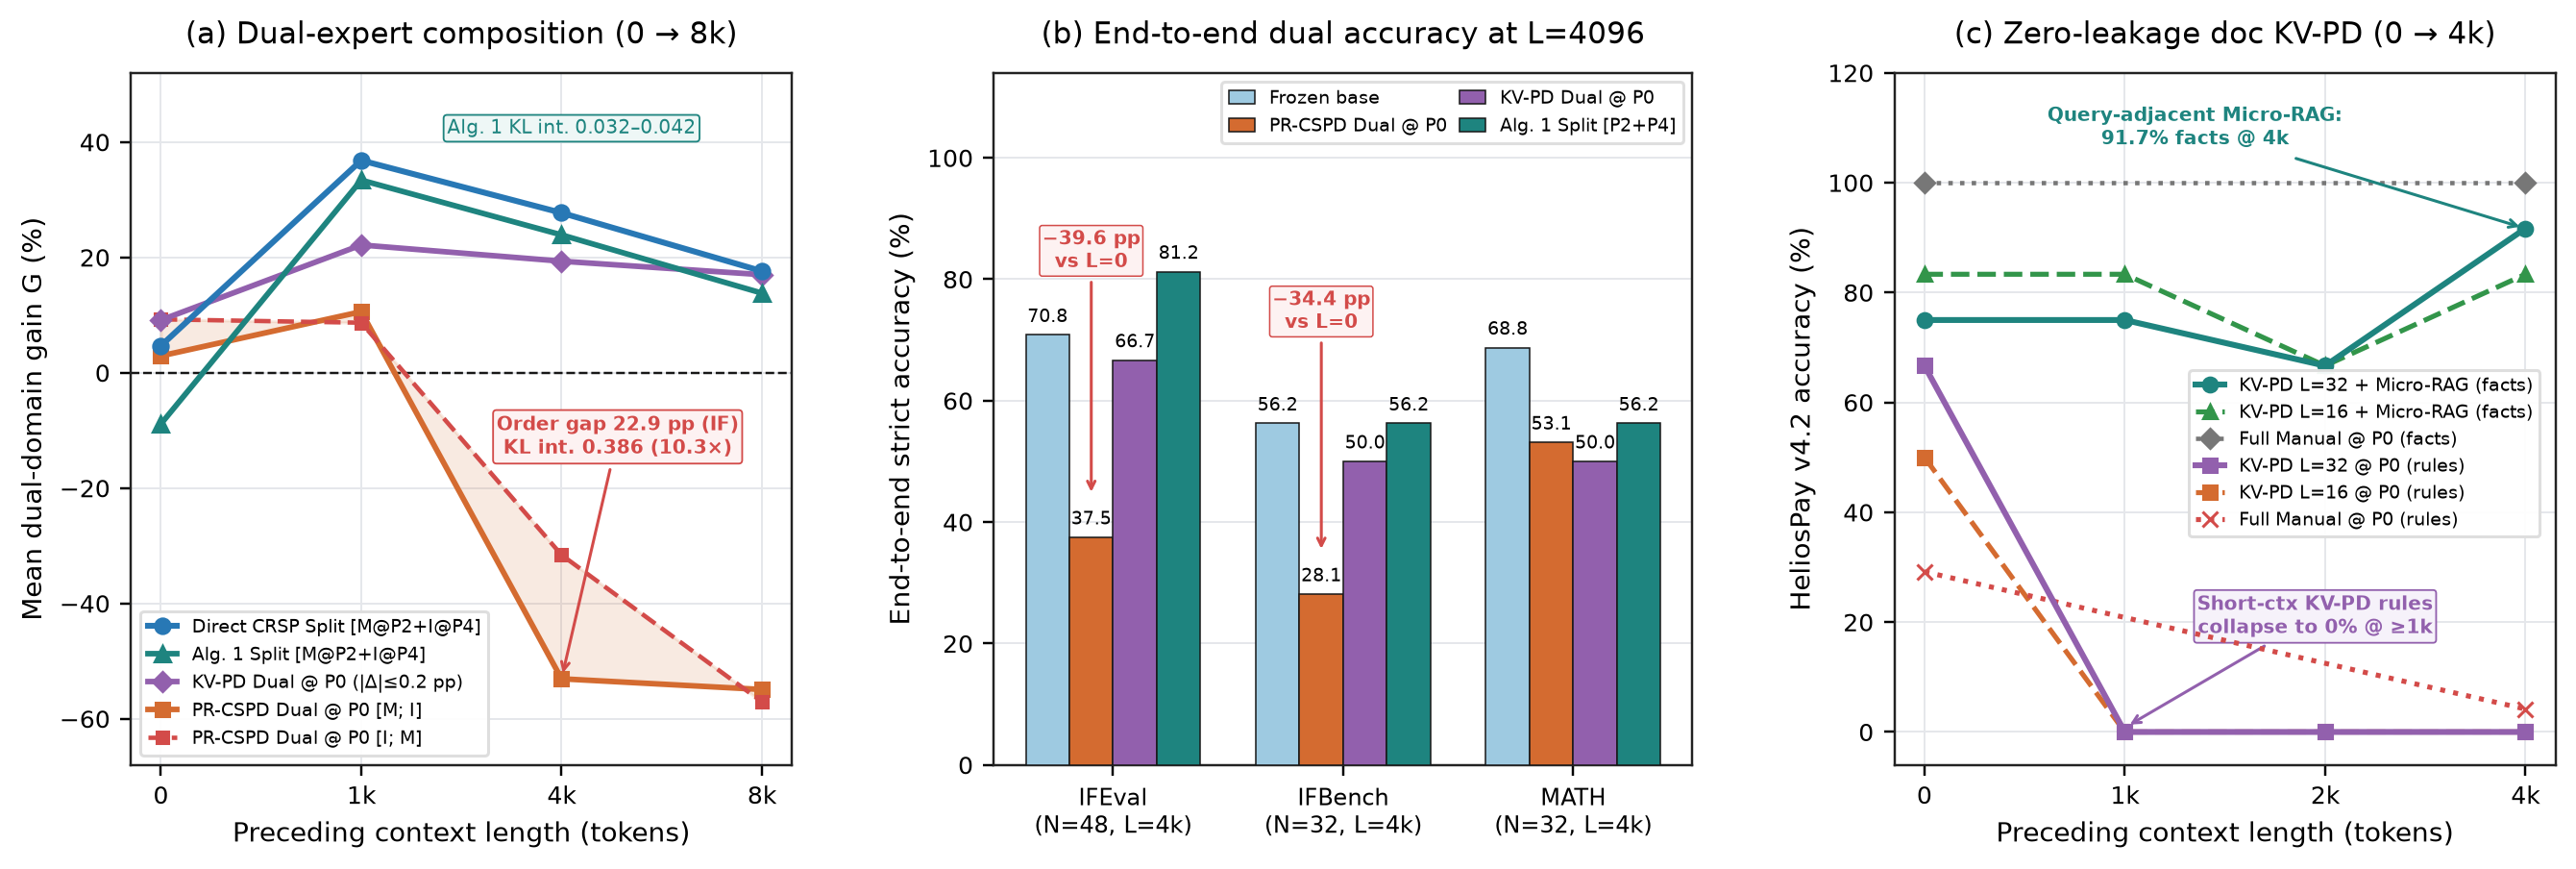 (a) Dual-expert composition (0 → 8k)
Mean dual-domain gain G (%)
40
20
0
−20
−40
−60
Alg. 1 KL int. 0.032–0.042
Order gap 22.9 pp (IF)
KL int. 0.386 (10.3×)
Direct CRSP Split [M@P2+I@P4]
Alg. 1 Split [M@P2+I@P4]
KV-PD Dual @ P0 (|Δ|≤0.2 pp)
PR-CSPD Dual @ P0 [M; I]
PR-CSPD Dual @ P0 [I; M]
0
1k
4k
8k
Preceding context length (tokens)
(b) End-to-end dual accuracy at L=4096
End-to-end strict accuracy (%)
100
80
60
40
20
0
Frozen base
PR-CSPD Dual @ P0
KV-PD Dual @ P0
Alg. 1 Split [P2+P4]
−39.6 pp
vs L=0
−34.4 pp
vs L=0
70.8
37.5
66.7
81.2
56.2
28.1
50.0
56.2
68.8
53.1
50.0
56.2
IFEval
(N=48, L=4k)
IFBench
(N=32, L=4k)
MATH
(N=32, L=4k)
(c) Zero-leakage doc KV-PD (0 → 4k)
HeliosPay v4.2 accuracy (%)
120
100
80
60
40
20
0
Query-adjacent Micro-RAG:
91.7% facts @ 4k
KV-PD L=32 + Micro-RAG (facts)
KV-PD L=16 + Micro-RAG (facts)
Full Manual @ P0 (facts)
KV-PD L=32 @ P0 (rules)
KV-PD L=16 @ P0 (rules)
Full Manual @ P0 (rules)
Short-ctx KV-PD rules
collapse to 0% @ ≥1k
0
1k
2k
4k
Preceding context length (tokens)